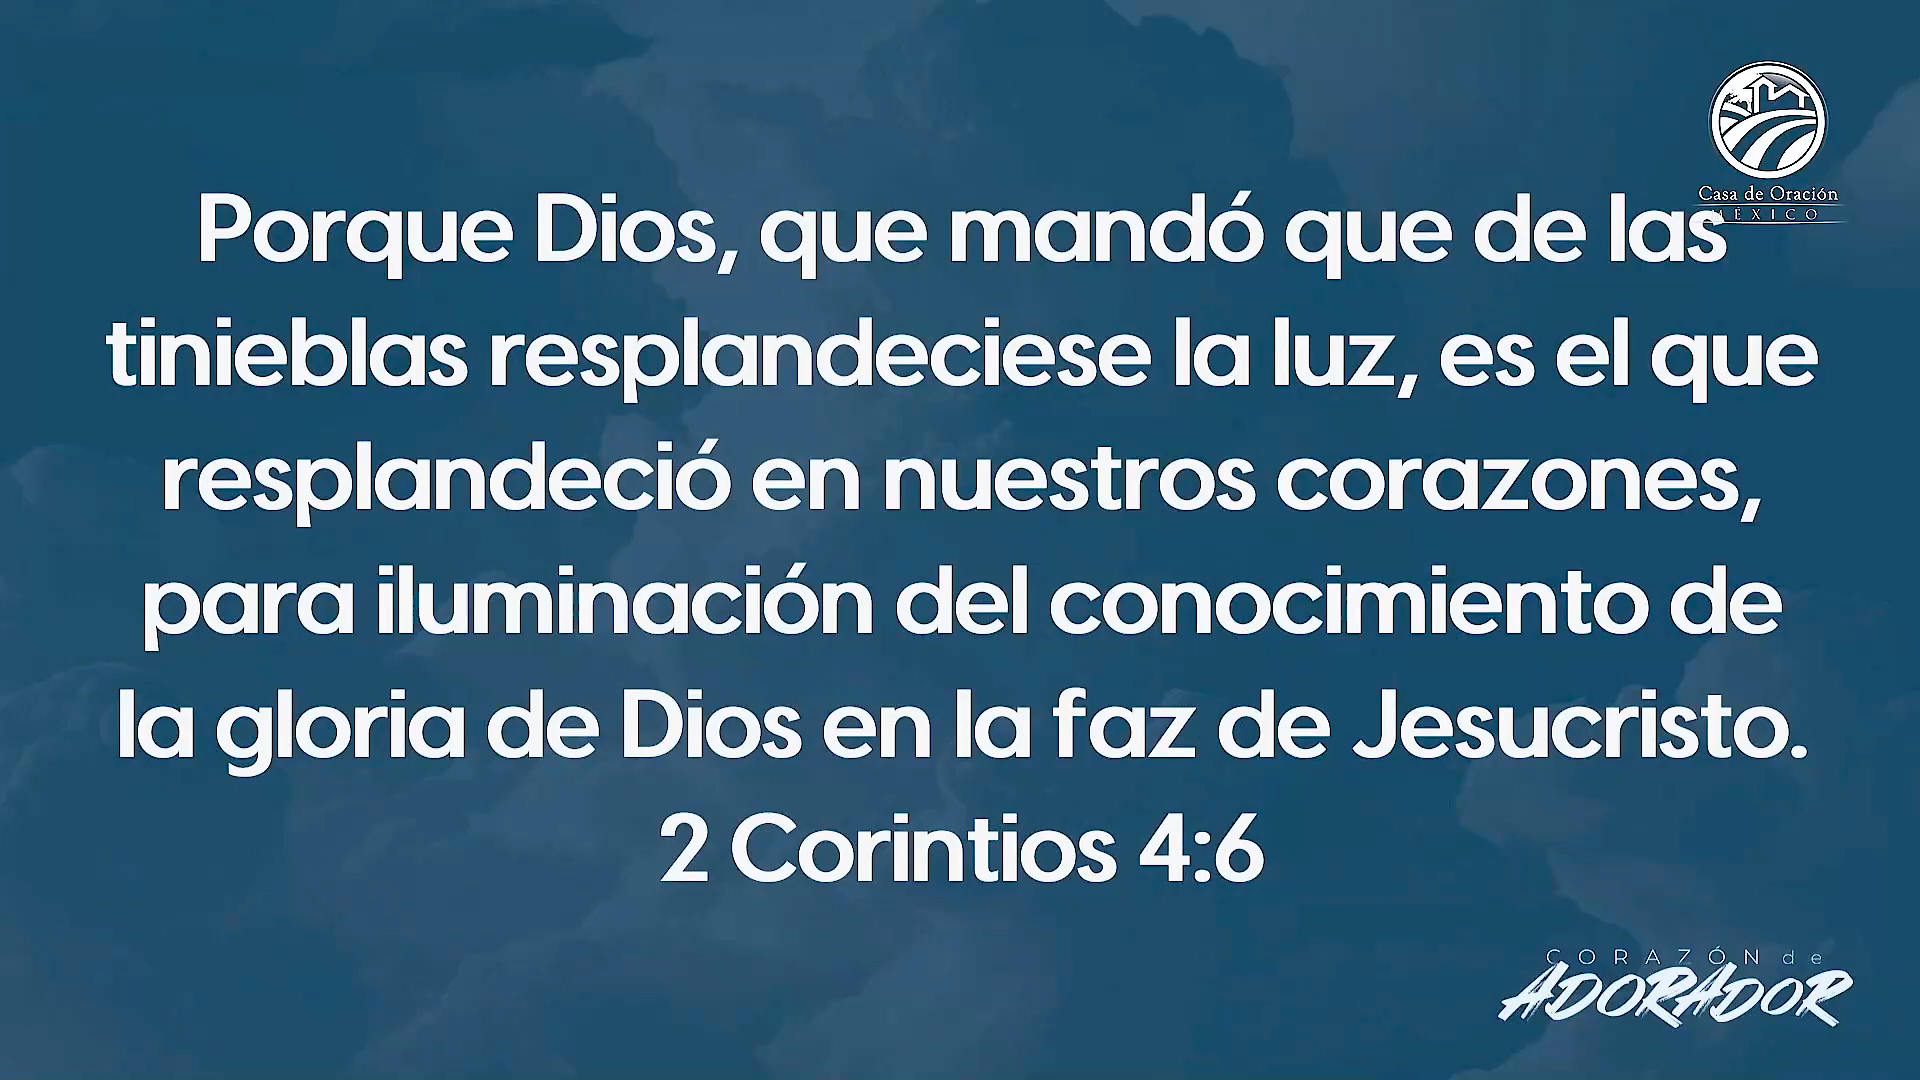 Casa de Oración
MÉXICO
Porque Dios, que mandó que de las
tinieblas resplandeciese la luz, es el que
resplandeció en nuestros corazones,
para iluminación del conocimiento de
la gloria de Dios en la faz de Jesucristo.
2 Corintios 4:6
CORAZÓN de
ADORADOR